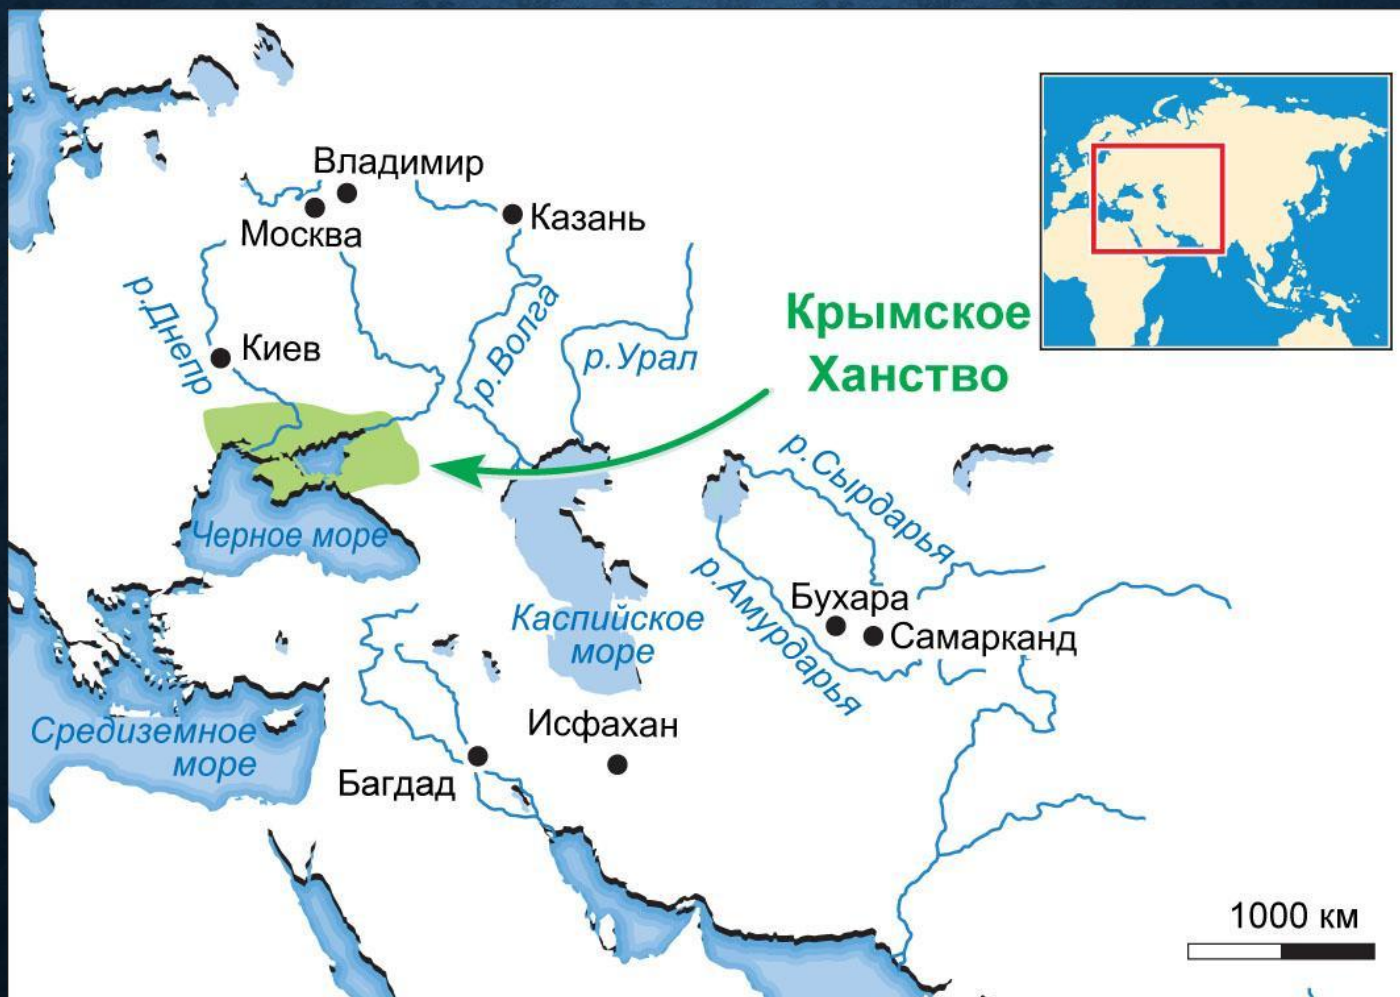 Владимир
Москва
Казань
р.Днепр
Киев
р.Волга
р.Урал
Крымское
Ханство
р.Сырдарья
Черное море
р.Амурдарья
Бухара
Самарканд
Каспийское
море
Исфахан
Средиземное
море
Багдад
1000 км